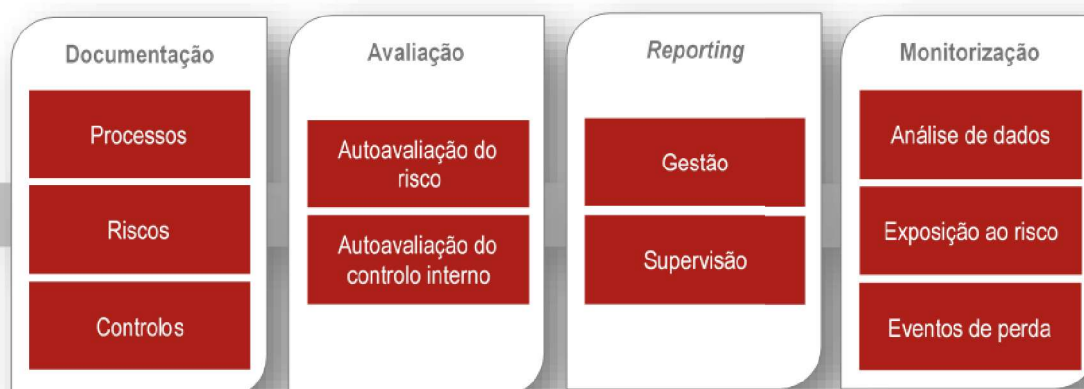 Documentação
Processos
Riscos
Controlos
Avaliação
Autoavaliação do
risco
Autoavaliação do
controlo interno
Reporting
Gestão
Supervisão
Monitorização
Análise de dados
Exposição ao risco
Eventos de perda